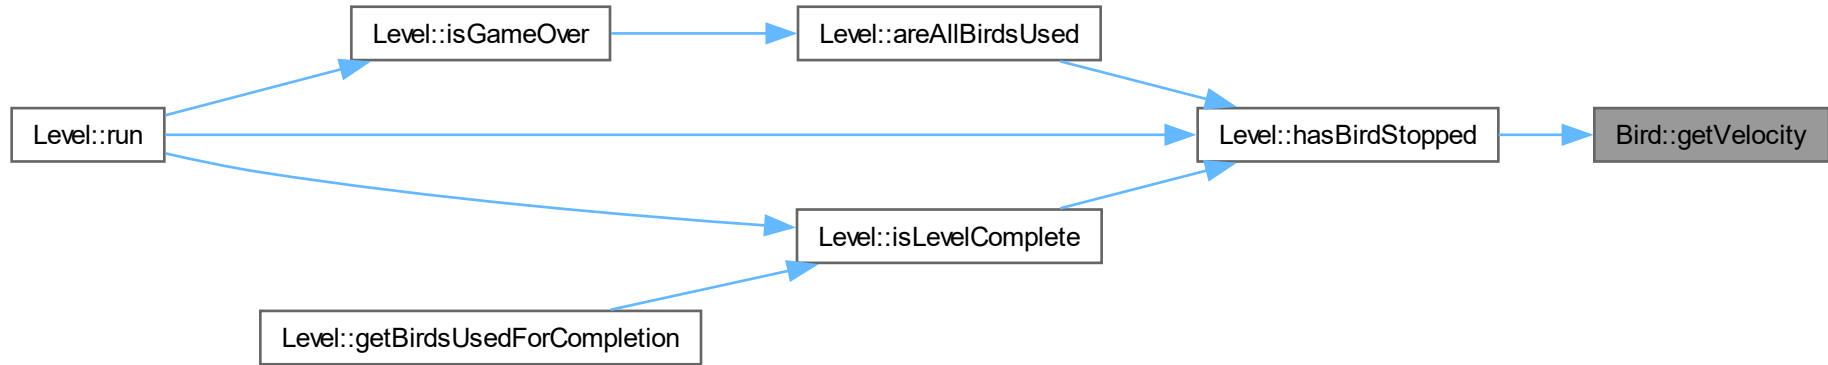 Level::isGameOver
Level::areAllBirdsUsed
Level::run
Level::hasBirdStopped
Bird::getVelocity
Level::isLevelComplete
Level::getBirdsUsedForCompletion